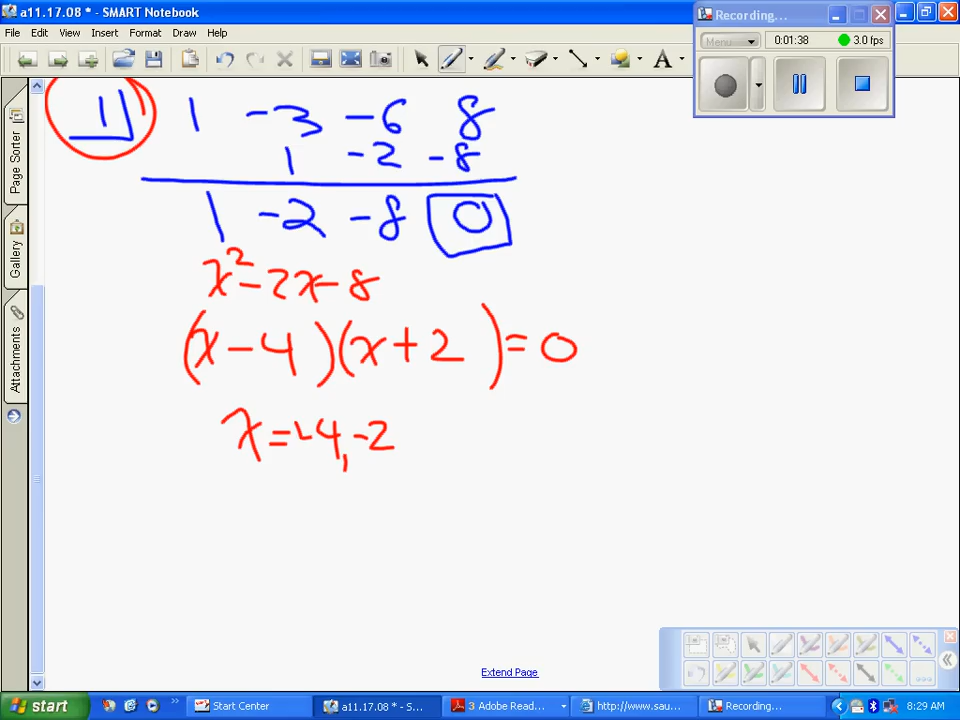 a11.17.08 * - SMART Notebook
File Edit View Insert Format Draw Help
Recording...
Menu
0:01:38 3.0 fps
Page Sorter
Gallery
Attachments
1 1 -3 -6 8
1 -2 -8
1 -2 -8 0
x²-2x-8
(x-4)(x+2)=0
x=-4,-2
Extend Page
start Start Center a11.17.08 * - S... 3 Adobe Read... http://www.sau... Recording... 8:29 AM